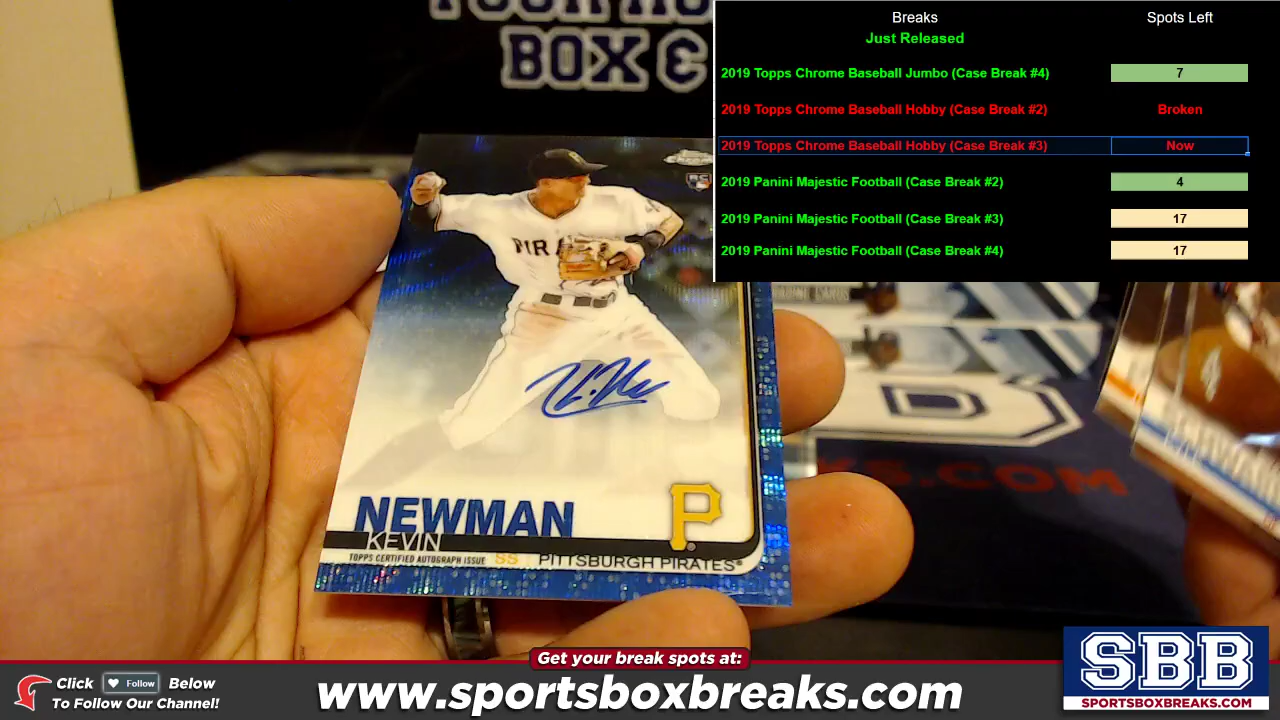 BOX &
Breaks Spots Left
Just Released
2019 Topps Chrome Baseball Jumbo (Case Break #4) 7
2019 Topps Chrome Baseball Hobby (Case Break #2) Broken
2019 Topps Chrome Baseball Hobby (Case Break #3) Now
2019 Panini Majestic Football (Case Break #2) 4
2019 Panini Majestic Football (Case Break #3) 17
2019 Panini Majestic Football (Case Break #4) 17
RC
NEWMAN
KEVIN
P
TOPPS CERTIFIED AUTOGRAPH ISSUE SS PITTSBURGH PIRATES
.COM
Get your break spots at:
Click Follow Below
To Follow Our Channel!
www.sportsboxbreaks.com
SBB
SPORTSBOXBREAKS.COM